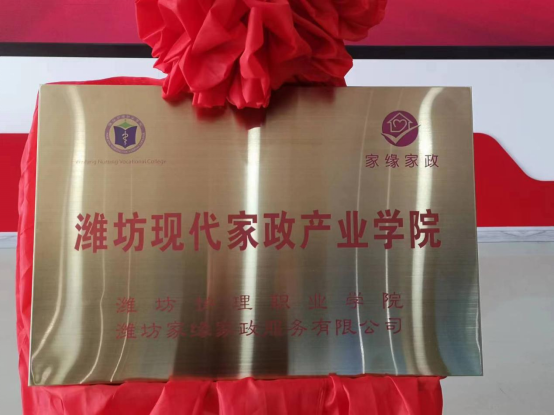 家缘家政
潍坊现代家政产业学院
潍坊护理职业学院
潍坊家缘家政服务有限公司